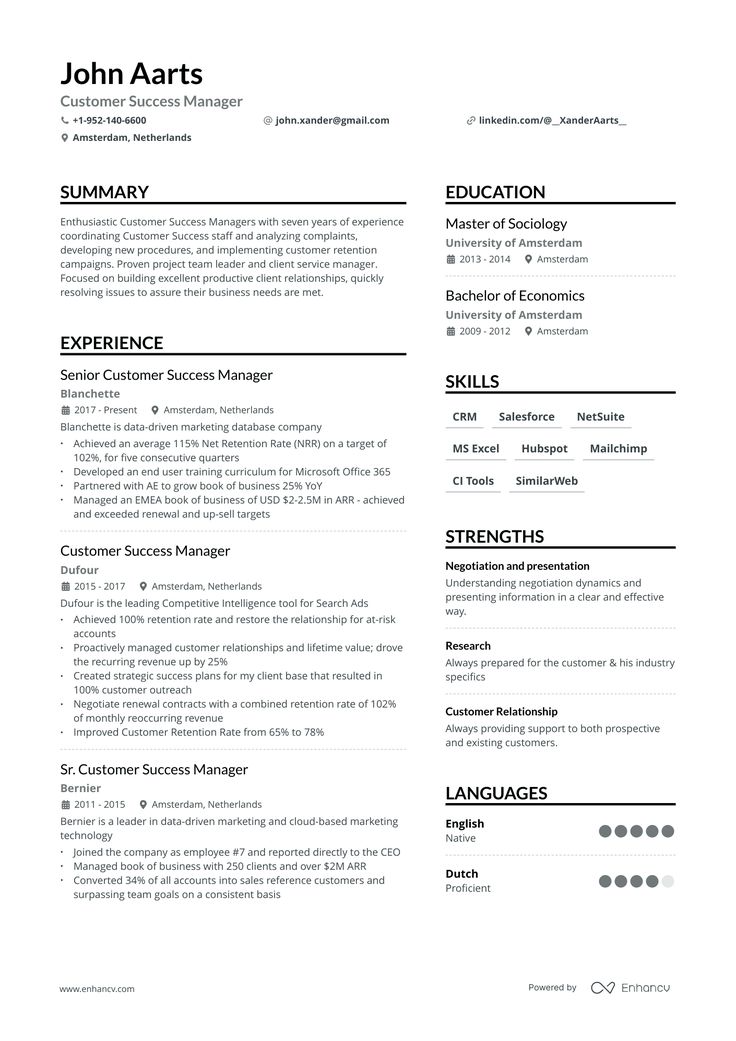 John Aarts
Customer Success Manager
+1-952-140-6600
john.xander@gmail.com
linkedin.com/@__XanderAarts__
Amsterdam, Netherlands
SUMMARY
Enthusiastic Customer Success Managers with seven years of experience
coordinating Customer Success staff and analyzing complaints,
developing new procedures, and implementing customer retention
campaigns. Proven project team leader and client service manager.
Focused on building excellent productive client relationships, quickly
resolving issues to assure their business needs are met.
EXPERIENCE
Senior Customer Success Manager
Blanchette
2017 - Present Amsterdam, Netherlands
Blanchette is data-driven marketing database company
· Achieved an average 115% Net Retention Rate (NRR) on a target of
102%, for five consecutive quarters
· Developed an end user training curriculum for Microsoft Office 365
· Partnered with AE to grow book of business 25% YoY
· Managed an EMEA book of business of USD $2-2.5M in ARR - achieved
and exceeded renewal and up-sell targets
Customer Success Manager
Dufour
2015 - 2017 Amsterdam, Netherlands
Dufour is the leading Competitive Intelligence tool for Search Ads
· Achieved 100% retention rate and restore the relationship for at-risk
accounts
· Proactively managed customer relationships and lifetime value; drove
the recurring revenue up by 25%
· Created strategic success plans for my client base that resulted in
100% customer outreach
· Negotiate renewal contracts with a combined retention rate of 102%
of monthly reoccurring revenue
· Improved Customer Retention Rate from 65% to 78%
Sr. Customer Success Manager
Bernier
2011 - 2015 Amsterdam, Netherlands
Bernier is a leader in data-driven marketing and cloud-based marketing
technology
· Joined the company as employee #7 and reported directly to the CEO
· Managed book of business with 250 clients and over $2M ARR
· Converted 34% of all accounts into sales reference customers and
surpassing team goals on a consistent basis
EDUCATION
Master of Sociology
University of Amsterdam
2013 - 2014 Amsterdam
Bachelor of Economics
University of Amsterdam
2009 - 2012 Amsterdam
SKILLS
CRM Salesforce NetSuite
MS Excel Hubspot Mailchimp
CI Tools SimilarWeb
STRENGTHS
Negotiation and presentation
Understanding negotiation dynamics and
presenting information in a clear and effective
way.
Research
Always prepared for the customer & his industry
specifics
Customer Relationship
Always providing support to both prospective
and existing customers.
LANGUAGES
English
Native
Dutch
Proficient
www.enhancv.com
Powered by Enhancv